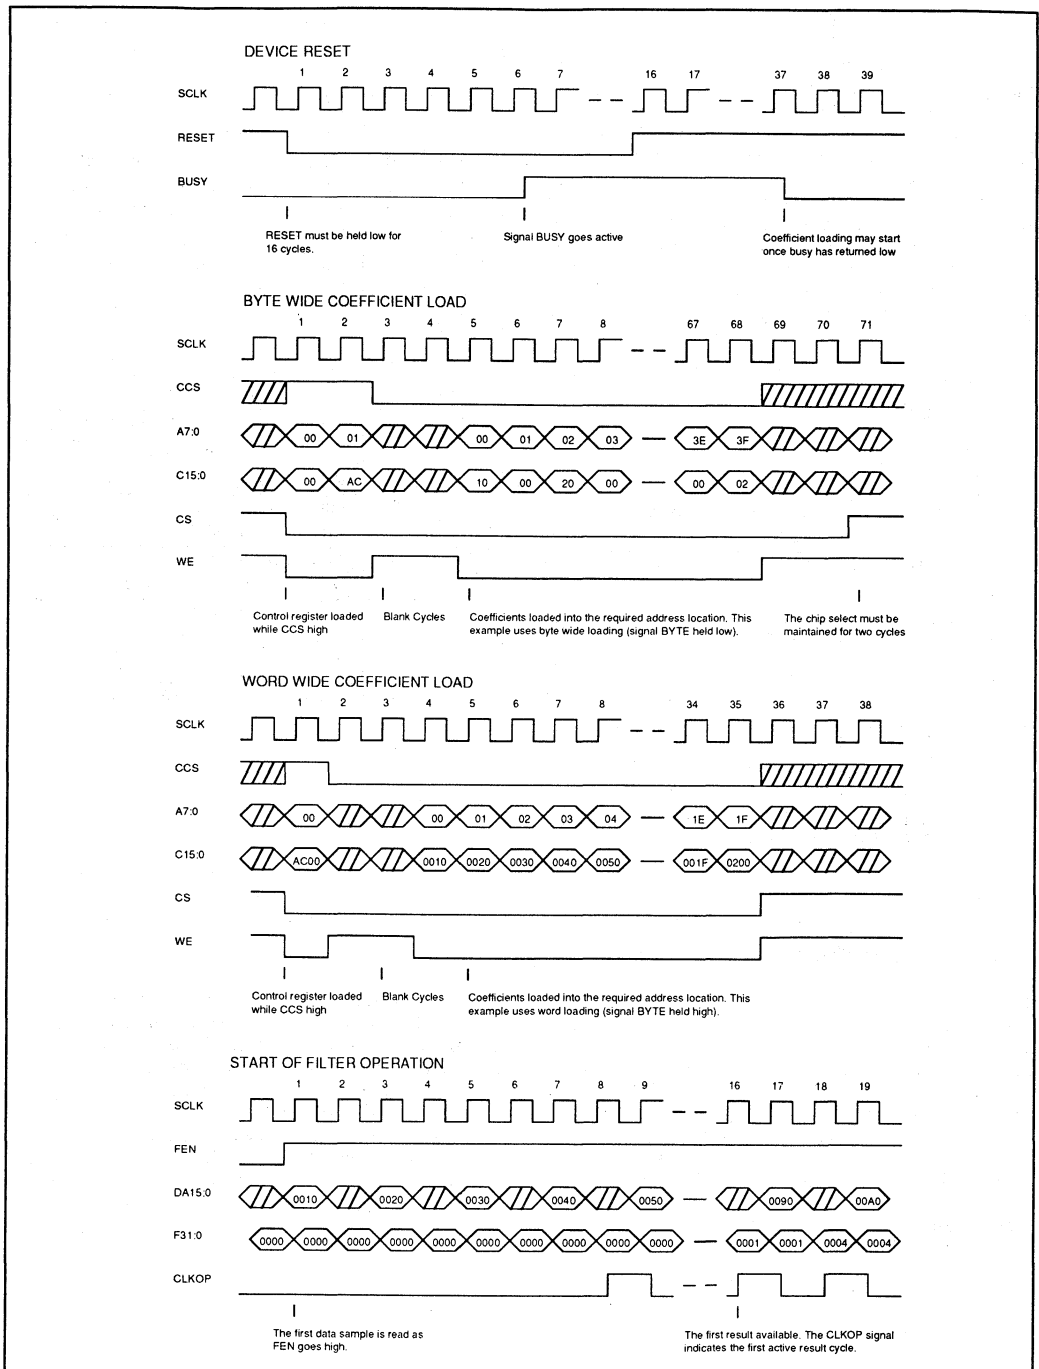 DEVICE RESET
1 2 3 4 5 6 7 16 17 37 38 39
SCLK
RESET
BUSY
RESET must be held low for
16 cycles.
Signal BUSY goes active
Coefficient loading may start
once busy has returned low
BYTE WIDE COEFFICIENT LOAD
1 2 3 4 5 6 7 8 67 68 69 70 71
SCLK
CCS
A7:0 00 01 00 01 02 03 3E 3F
C15:0 00 AC 10 00 20 00 00 02
CS
WE
Control register loaded
while CCS high
Blank Cycles
Coefficients loaded into the required address location. This
example uses byte wide loading (signal BYTE held low).
The chip select must be
maintained for two cycles
WORD WIDE COEFFICIENT LOAD
1 2 3 4 5 6 7 8 34 35 36 37 38
SCLK
CCS
A7:0 00 00 01 02 03 04 1E 1F
C15:0 AC00 0010 0020 0030 0040 0050 001F 0200
CS
WE
Control register loaded
while CCS high
Blank Cycles
Coefficients loaded into the required address location. This
example uses word loading (signal BYTE held high).
START OF FILTER OPERATION
1 2 3 4 5 6 7 8 9 16 17 18 19
SCLK
FEN
DA15:0 0010 0020 0030 0040 0050 0090 00A0
F31:0 0000 0000 0000 0000 0000 0000 0000 0000 0000 0000 0001 0001 0004 0004
CLKOP
The first data sample is read as
FEN goes high.
The first result available. The CLKOP signal
indicates the first active result cycle.